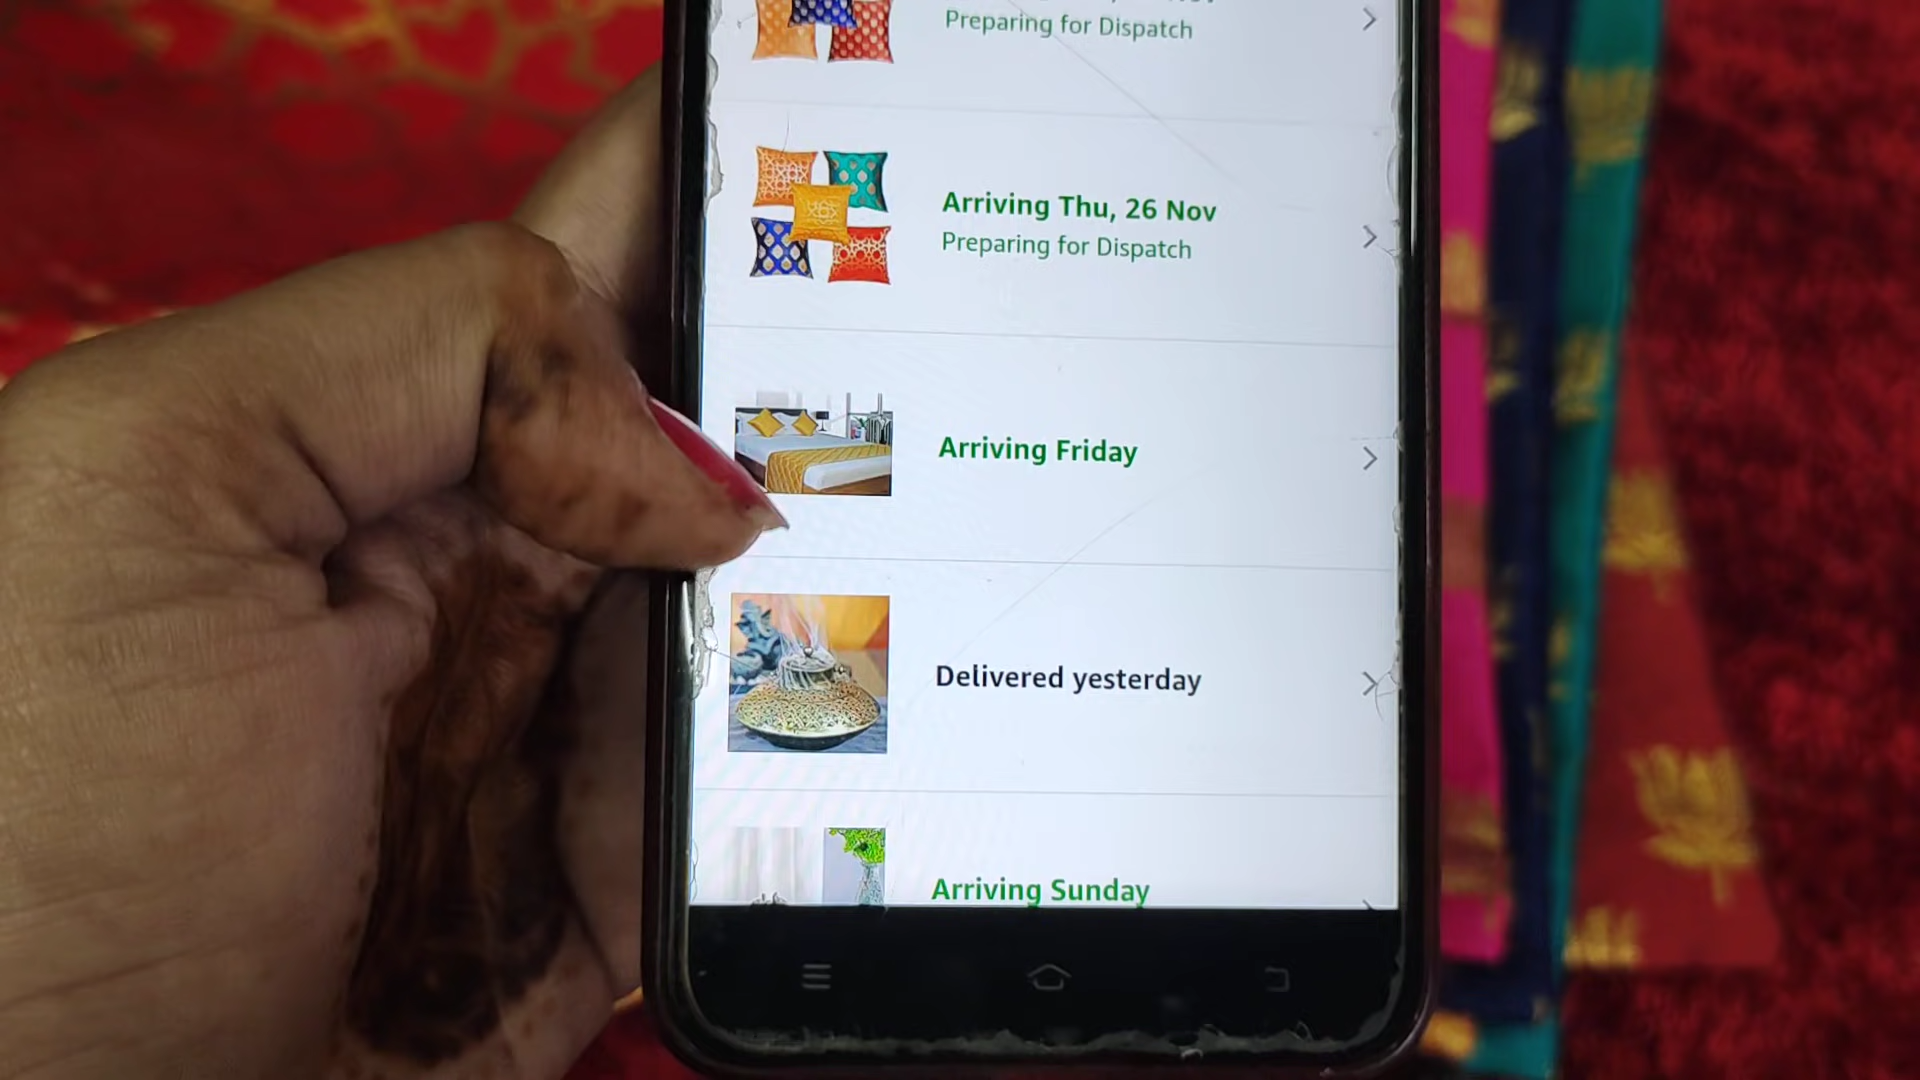 Preparing for Dispatch
Arriving Thu, 26 Nov
Preparing for Dispatch
Arriving Friday
Delivered yesterday
Arriving Sunday